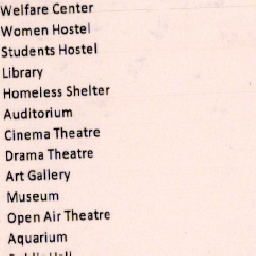 Welfare Center
Women Hostel
Students Hostel
Library
Homeless Shelter
Auditorium
Cinema Theatre
Drama Theatre
Art Gallery
Museum
Open Air Theatre
Aquarium